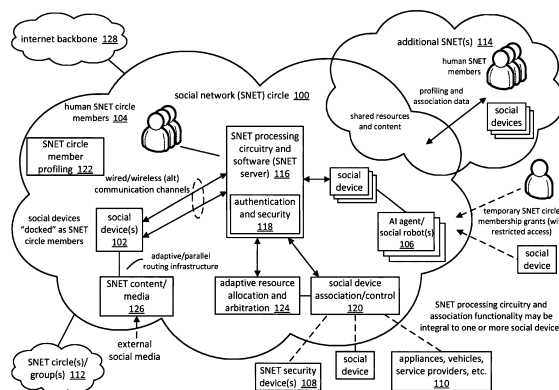 internet backbone 128
additional SNET(s) 114
human SNET
members
social network (SNET) circle 100
human SNET circle
members 104
profiling and
association data
social
devices
shared resources
and content
SNET processing
circuitry and
software (SNET
server)
116
authentication
and security
118
SNET circle
member
profiling 122
wired/wireless (alt)
communication channels
social
device
social devices
"docked" as SNET
circle members
social
device(s)
102
AI agent/
social robot(s)
106
temporary SNET circle
membership grants (wi
restricted access)
social
device
adaptive/parallel
routing infrastructure
SNET content/
media
126
adaptive resource
allocation and
arbitration 124
social device
association/control
120
SNET processing circuitry and
association functionality may be
integral to one or more social device
external
social media
SNET circle(s)/
group(s) 112
SNET security
device(s) 108
social
device
appliances, vehicles,
service providers, etc.
110